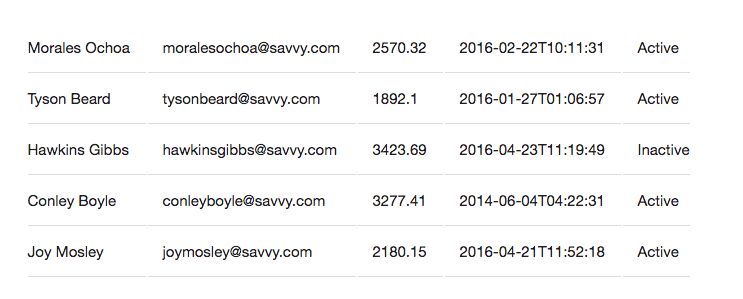 Morales Ochoa moralesochoa@savvy.com 2570.32 2016-02-22T10:11:31 Active
Tyson Beard tysonbeard@savvy.com 1892.1 2016-01-27T01:06:57 Active
Hawkins Gibbs hawkinsgibbs@savvy.com 3423.69 2016-04-23T11:19:49 Inactive
Conley Boyle conleyboyle@savvy.com 3277.41 2014-06-04T04:22:31 Active
Joy Mosley joymosley@savvy.com 2180.15 2016-04-21T11:52:18 Active